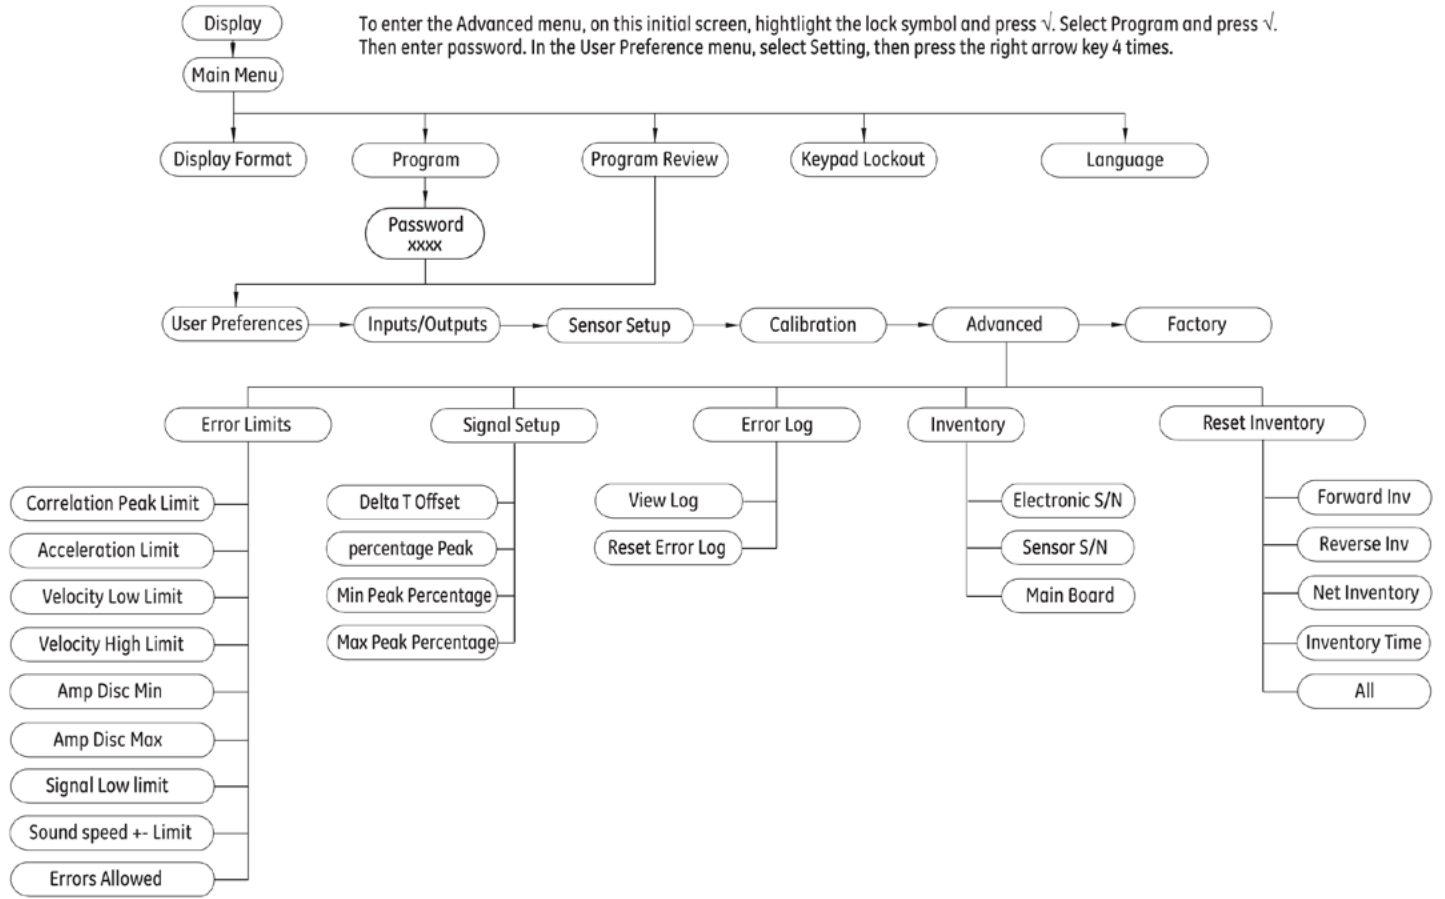 Display
To enter the Advanced menu, on this initial screen, hightlight the lock symbol and press √. Select Program and press √.
Then enter password. In the User Preference menu, select Setting, then press the right arrow key 4 times.
Main Menu
Display Format
Program
Program Review
Keypad Lockout
Language
Password
xxxx
User Preferences
Inputs/Outputs
Sensor Setup
Calibration
Advanced
Factory
Error Limits
Signal Setup
Error Log
Inventory
Reset Inventory
Correlation Peak Limit
Acceleration Limit
Velocity Low Limit
Velocity High Limit
Amp Disc Min
Amp Disc Max
Signal Low limit
Sound speed +- Limit
Errors Allowed
Delta T Offset
percentage Peak
Min Peak Percentage
Max Peak Percentage
View Log
Reset Error Log
Electronic S/N
Sensor S/N
Main Board
Forward Inv
Reverse Inv
Net Inventory
Inventory Time
All